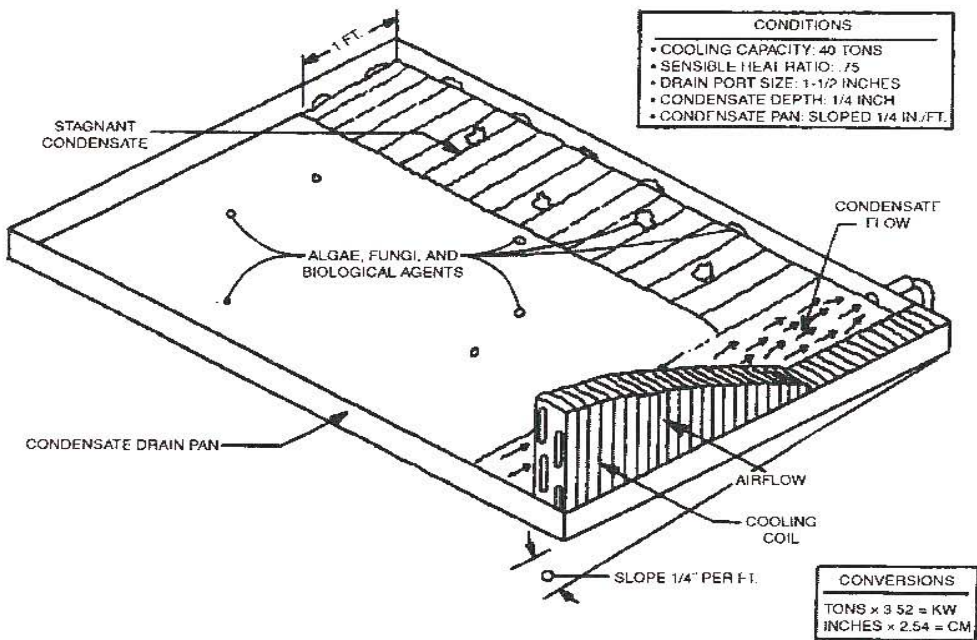 1 FT.
CONDITIONS
• COOLING CAPACITY: 40 TONS
• SENSIBLE HEAT RATIO: .75
• DRAIN PORT SIZE: 1-1/2 INCHES
• CONDENSATE DEPTH: 1/4 INCH
• CONDENSATE PAN: SLOPED 1/4 IN./FT.
STAGNANT
CONDENSATE
CONDENSATE
FLOW
ALGAE, FUNGI, AND
BIOLOGICAL AGENTS
CONDENSATE DRAIN PAN
AIRFLOW
COOLING
COIL
SLOPE 1/4" PER FT.
CONVERSIONS
TONS × 3.52 = KW
INCHES × 2.54 = CM